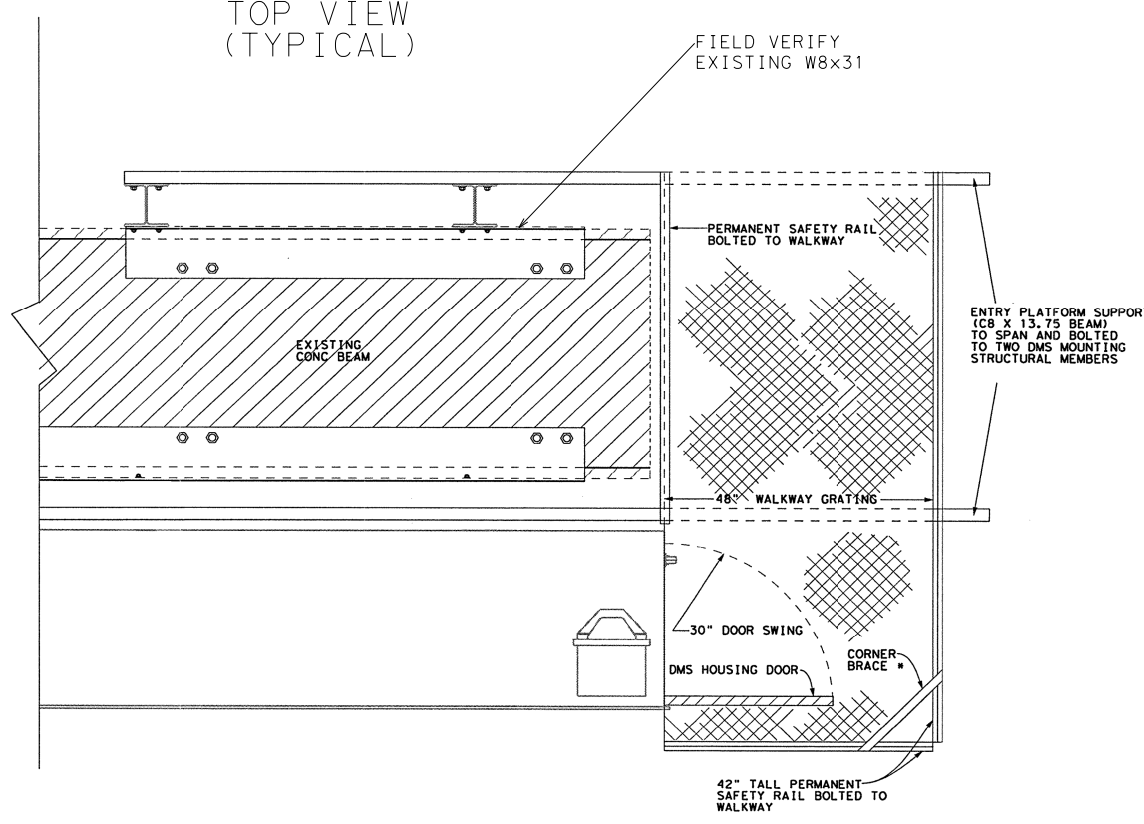 TOP VIEW
(TYPICAL)
FIELD VERIFY
EXISTING W8x31
PERMANENT SAFETY RAIL
BOLTED TO WALKWAY
ENTRY PLATFORM SUPPOR
(C8 X 13.75 BEAM)
TO SPAN AND BOLTED
TO TWO DMS MOUNTING
STRUCTURAL MEMBERS
EXISTING
CONC BEAM
48" WALKWAY GRATING
30" DOOR SWING
CORNER
BRACE *
DMS HOUSING DOOR
42" TALL PERMANENT
SAFETY RAIL BOLTED TO
WALKWAY